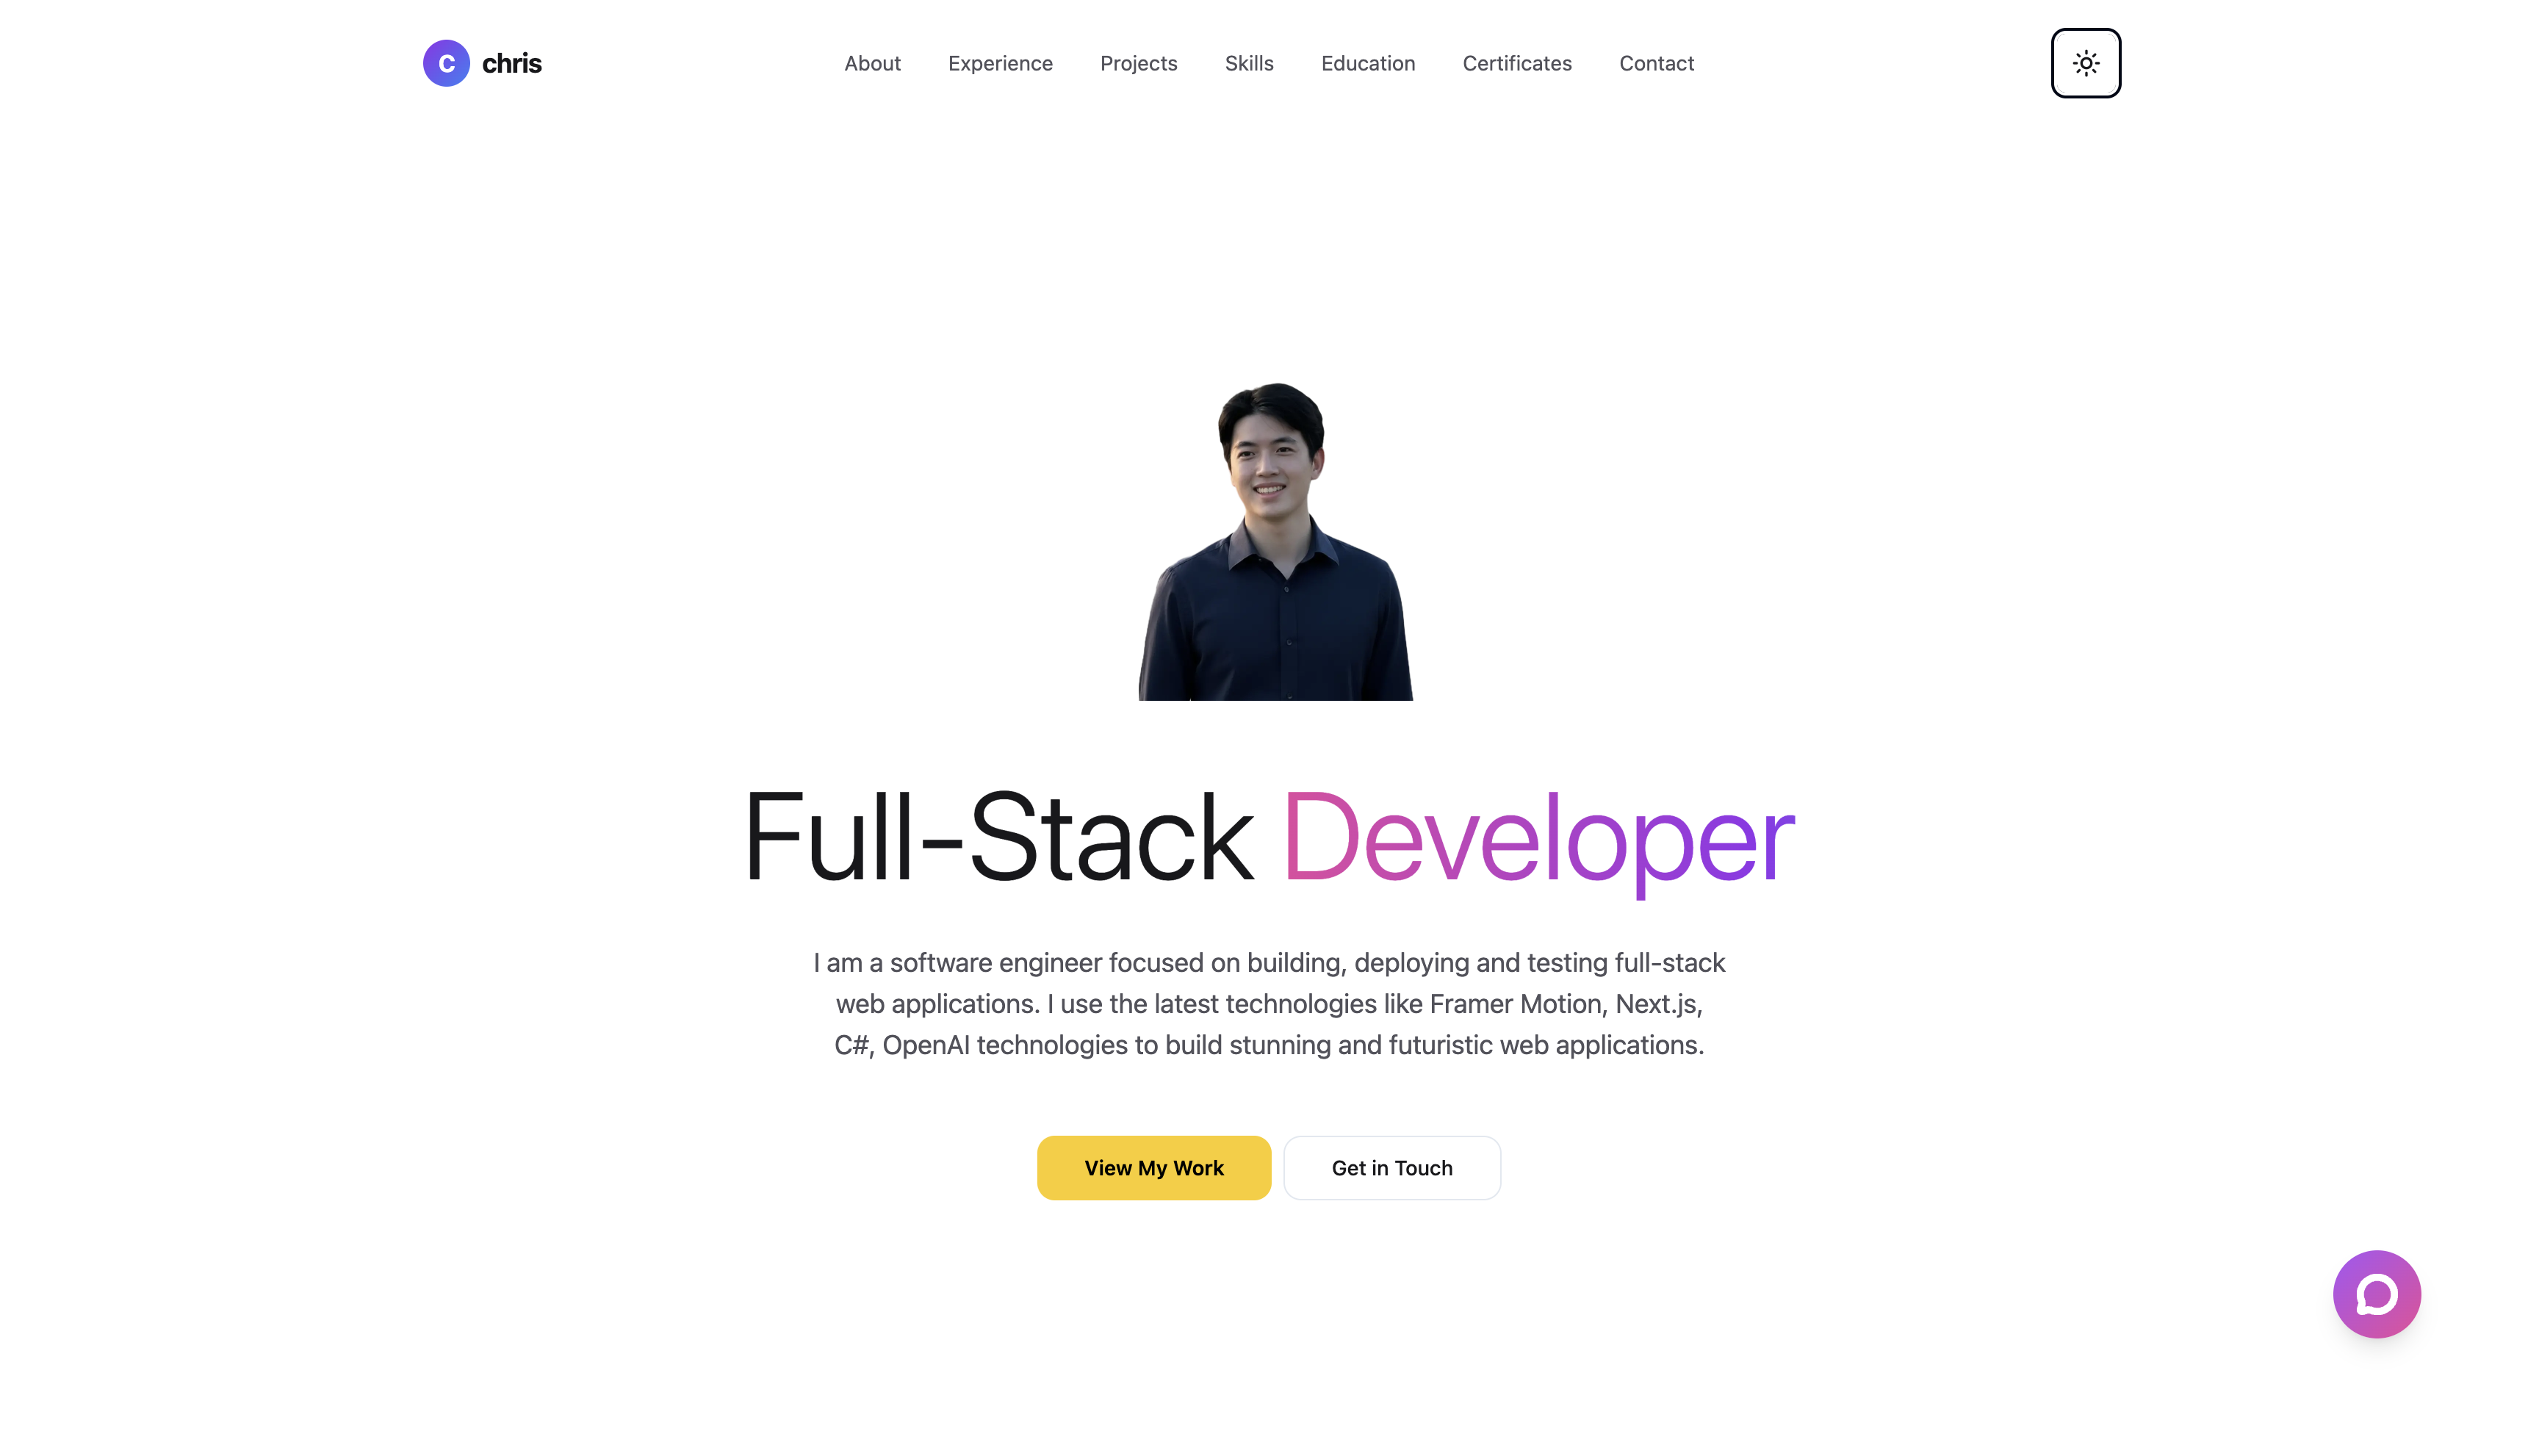 C chris
About Experience Projects Skills Education Certificates Contact
Full-Stack Developer
I am a software engineer focused on building, deploying and testing full-stack
web applications. I use the latest technologies like Framer Motion, Next.js,
C#, OpenAI technologies to build stunning and futuristic web applications.
View My Work Get in Touch